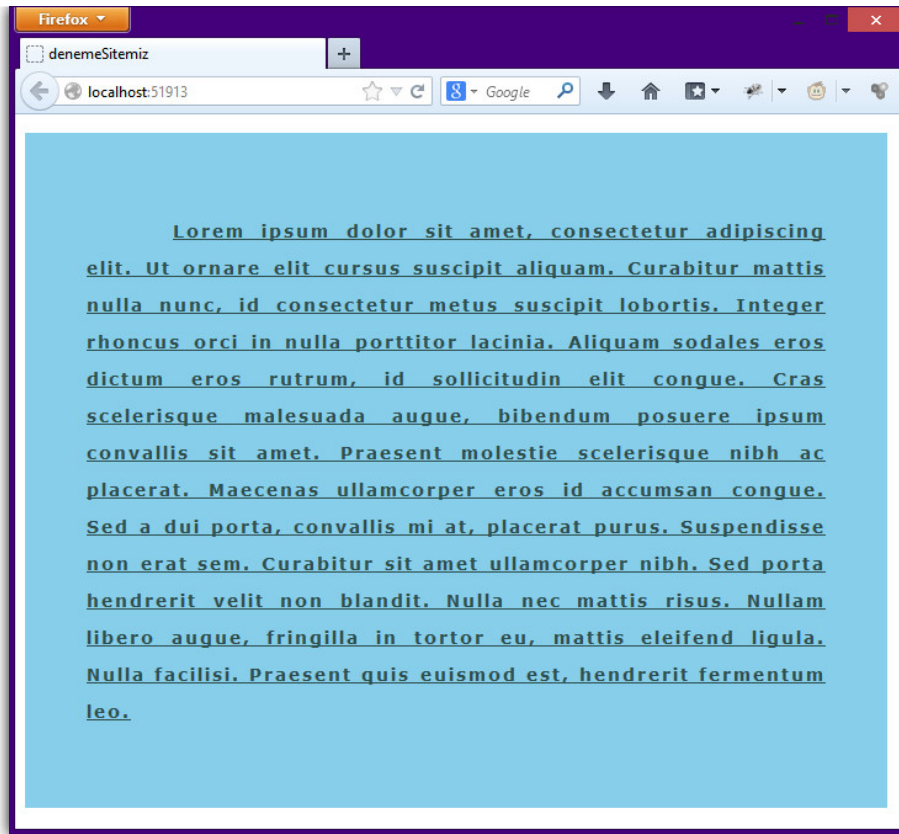 Firefox
denemeSitemiz
localhost:51913
8 Google
Lorem ipsum dolor sit amet, consectetur adipiscing
elit. Ut ornare elit cursus suscipit aliquam. Curabitur mattis
nulla nunc, id consectetur metus suscipit lobortis. Integer
rhoncus orci in nulla porttitor lacinia. Aliquam sodales eros
dictum eros rutrum, id sollicitudin elit congue. Cras
scelerisque malesuada augue, bibendum posuere ipsum
convallis sit amet. Praesent molestie scelerisque nibh ac
placerat. Maecenas ullamcorper eros id accumsan congue.
Sed a dui porta, convallis mi at, placerat purus. Suspendisse
non erat sem. Curabitur sit amet ullamcorper nibh. Sed porta
hendrerit velit non blandit. Nulla nec mattis risus. Nullam
libero augue, fringilla in tortor eu, mattis eleifend ligula.
Nulla facilisi. Praesent quis euismod est, hendrerit fermentum
leo.